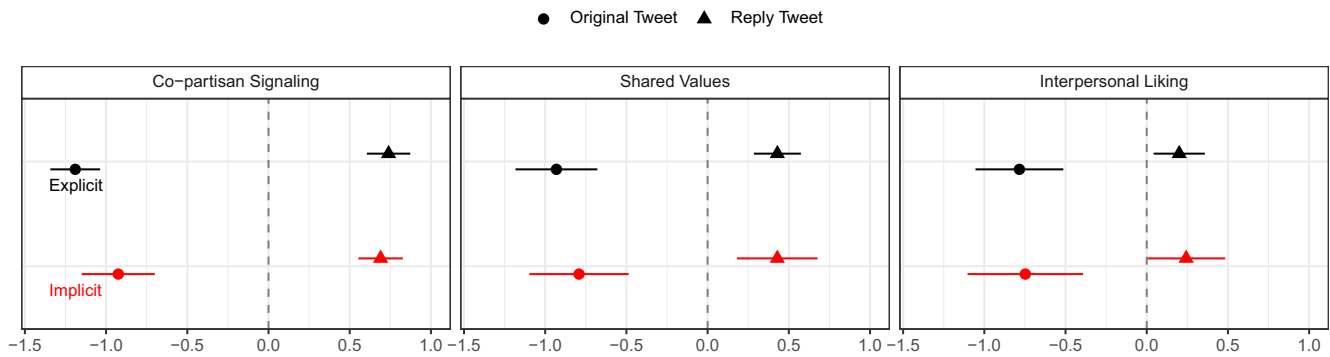 Original Tweet Reply Tweet
Co−partisan Signaling Shared Values Interpersonal Liking
Explicit
Implicit
−1.5 −1.0 −0.5 0.0 0.5 1.0 −1.5 −1.0 −0.5 0.0 0.5 1.0 −1.5 −1.0 −0.5 0.0 0.5 1.0